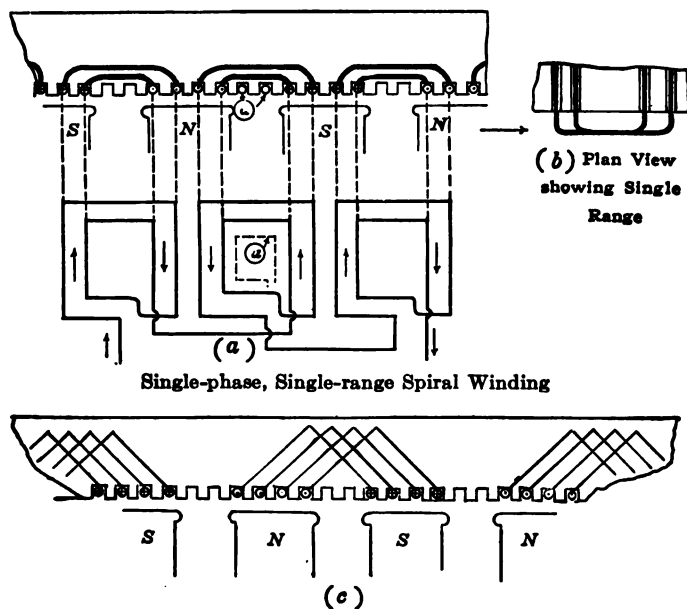 S N S N
(b) Plan View
showing Single
Range
(a)
Single-phase, Single-range Spiral Winding
S N S N
(c)